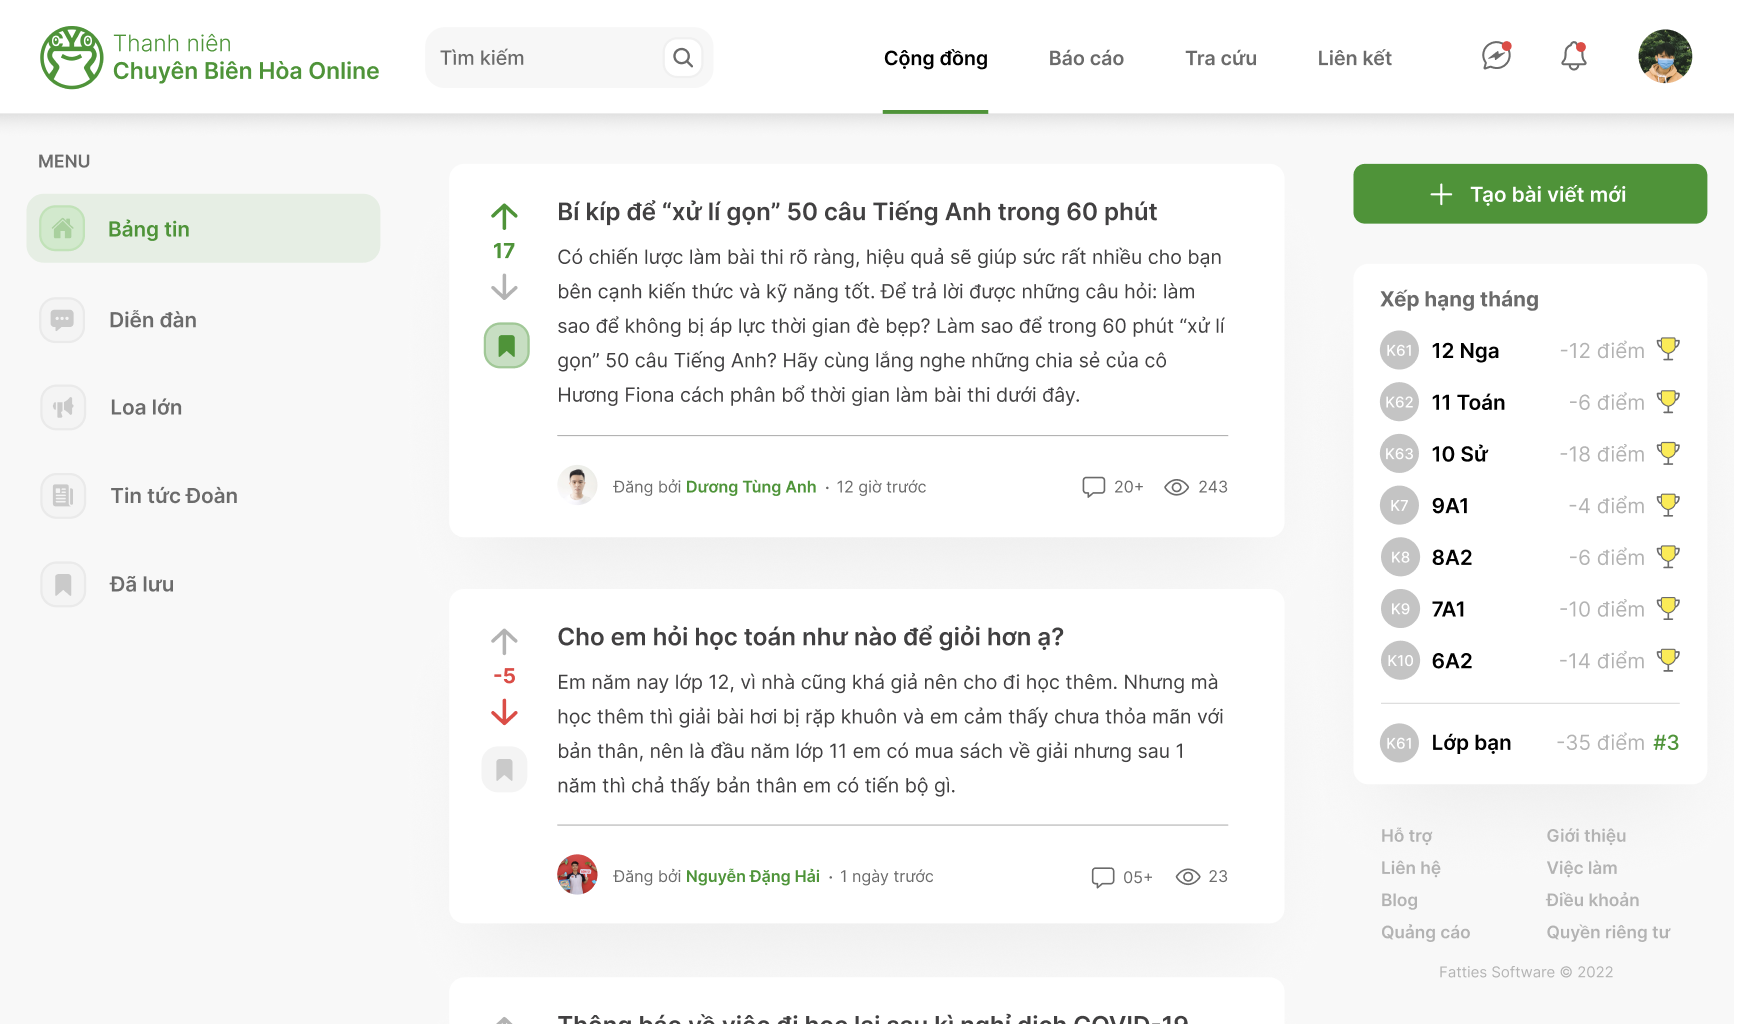 Thanh niên
Chuyên Biên Hòa Online
Tìm kiếm
Cộng đồng
Báo cáo
Tra cứu
Liên kết
MENU
Bảng tin
Diễn đàn
Loa lớn
Tin tức Đoàn
Đã lưu
17
Bí kíp để “xử lí gọn” 50 câu Tiếng Anh trong 60 phút
Có chiến lược làm bài thi rõ ràng, hiệu quả sẽ giúp sức rất nhiều cho bạn
bên cạnh kiến thức và kỹ năng tốt. Để trả lời được những câu hỏi: làm
sao để không bị áp lực thời gian đè bẹp? Làm sao để trong 60 phút “xử lí
gọn” 50 câu Tiếng Anh? Hãy cùng lắng nghe những chia sẻ của cô
Hương Fiona cách phân bổ thời gian làm bài thi dưới đây.
Đăng bởi Dương Tùng Anh · 12 giờ trước
20+
243
-5
Cho em hỏi học toán như nào để giỏi hơn ạ?
Em năm nay lớp 12, vì nhà cũng khá giả nên cho đi học thêm. Nhưng mà
học thêm thì giải bài hơi bị rặp khuôn và em cảm thấy chưa thỏa mãn với
bản thân, nên là đầu năm lớp 11 em có mua sách về giải nhưng sau 1
năm thì chả thấy bản thân em có tiến bộ gì.
Đăng bởi Nguyễn Đặng Hải · 1 ngày trước
05+
23
Thông báo về việc đi học lại sau kì nghỉ dịch COVID-19
Tạo bài viết mới
Xếp hạng tháng
K61 12 Nga -12 điểm
K62 11 Toán -6 điểm
K63 10 Sử -18 điểm
K7 9A1 -4 điểm
K8 8A2 -6 điểm
K9 7A1 -10 điểm
K10 6A2 -14 điểm
K61 Lớp bạn -35 điểm #3
Hỗ trợ
Giới thiệu
Liên hệ
Việc làm
Blog
Điều khoản
Quảng cáo
Quyền riêng tư
Fatties Software © 2022